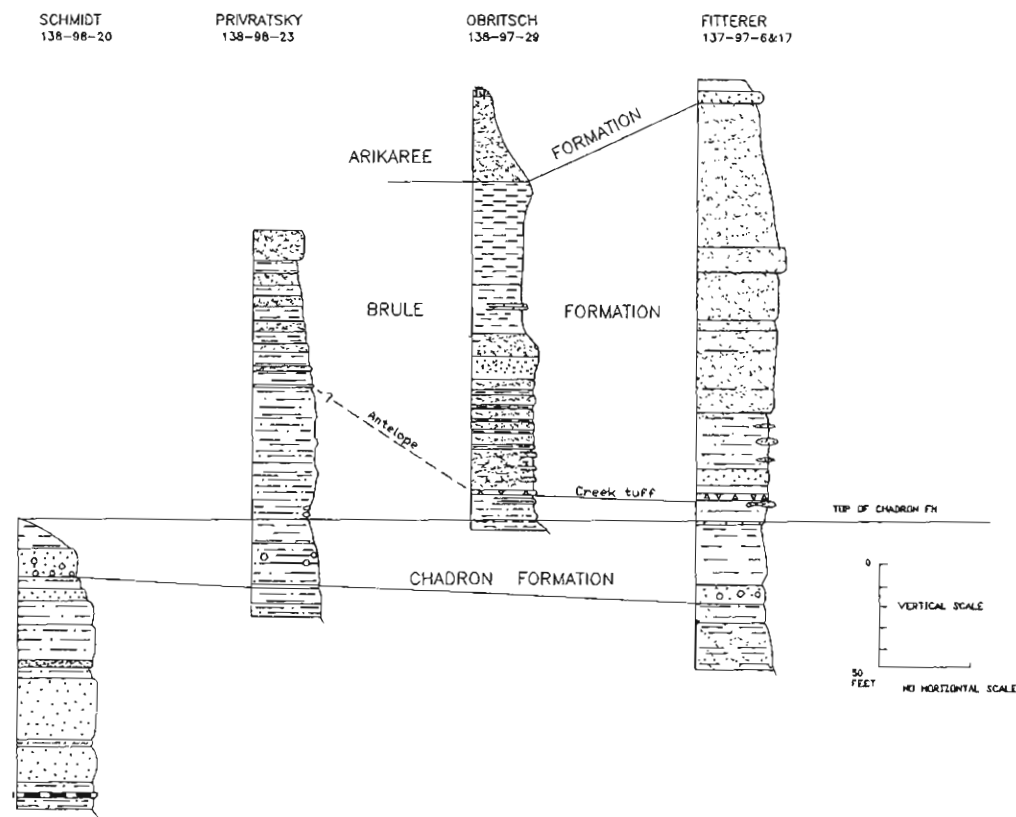 SCHMIDT
138-98-20
PRIVRATSKY
138-98-23
OBRITSCH
138-97-29
FITTERER
137-97-6&17
ARIKAREE
FORMATION
BRULE
FORMATION
?
Antelope
Creek tuff
TOP OF CHADRON FM
CHADRON FORMATION
0
VERTICAL SCALE
50
FEET
NO HORIZONTAL SCALE